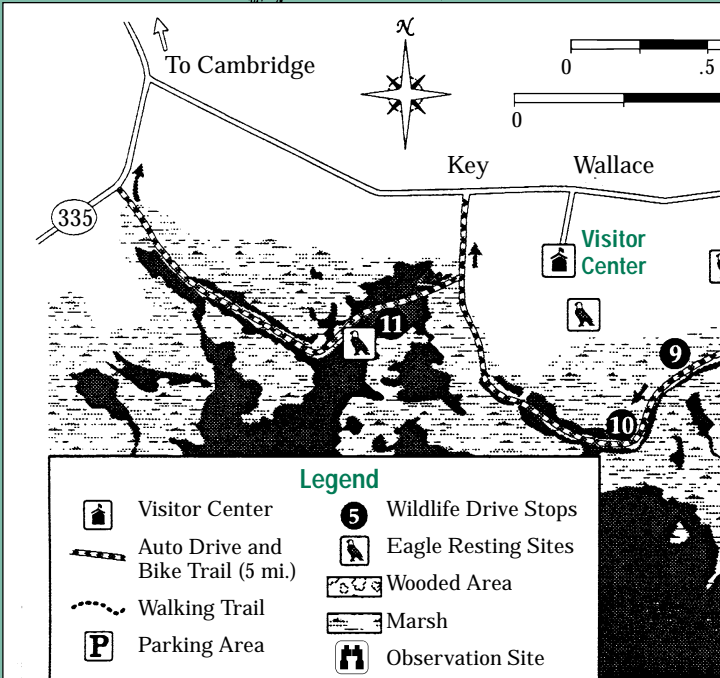 N
To Cambridge
0 .5
0
Key Wallace
335
Visitor
Center
11
9
10
Legend
Visitor Center
Auto Drive and
Bike Trail (5 mi.)
Walking Trail
P Parking Area
5 Wildlife Drive Stops
Eagle Resting Sites
Wooded Area
Marsh
Observation Site